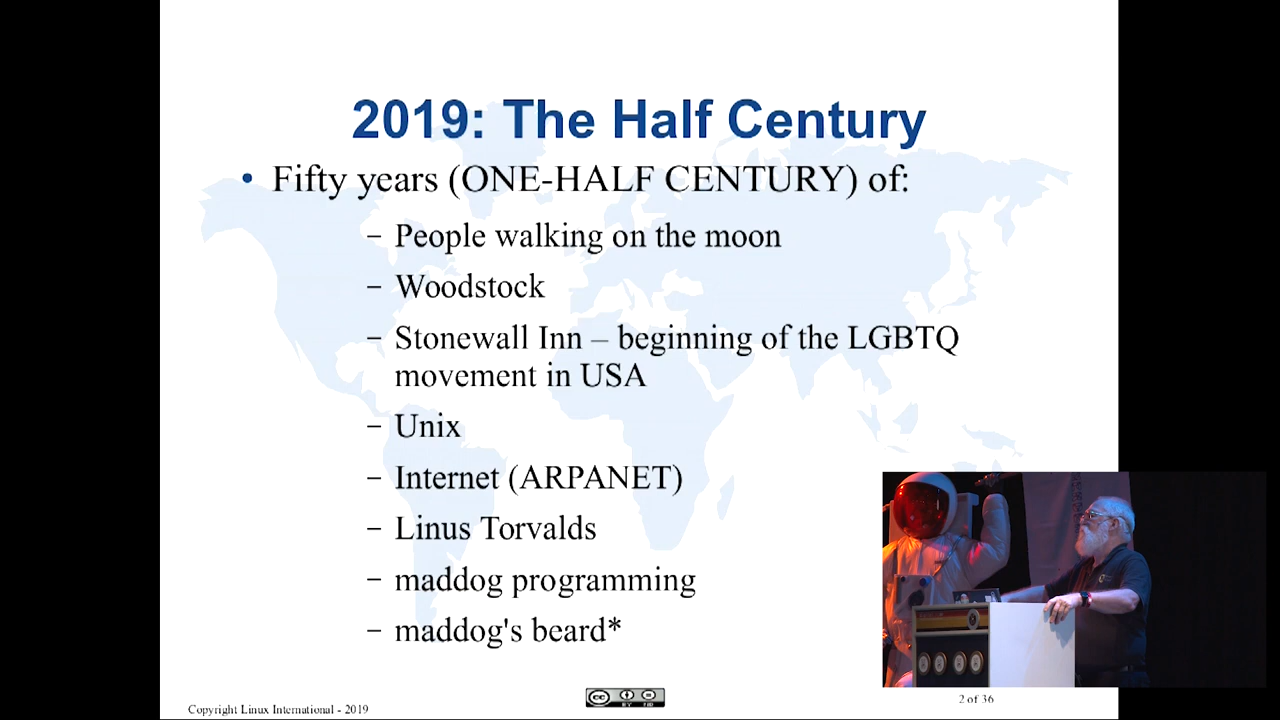 2019: The Half Century
• Fifty years (ONE-HALF CENTURY) of:
– People walking on the moon
– Woodstock
– Stonewall Inn – beginning of the LGBTQ
movement in USA
– Unix
– Internet (ARPANET)
– Linus Torvalds
– maddog programming
– maddog's beard*
Copyright Linux International - 2019
cc
BY
2 of 36